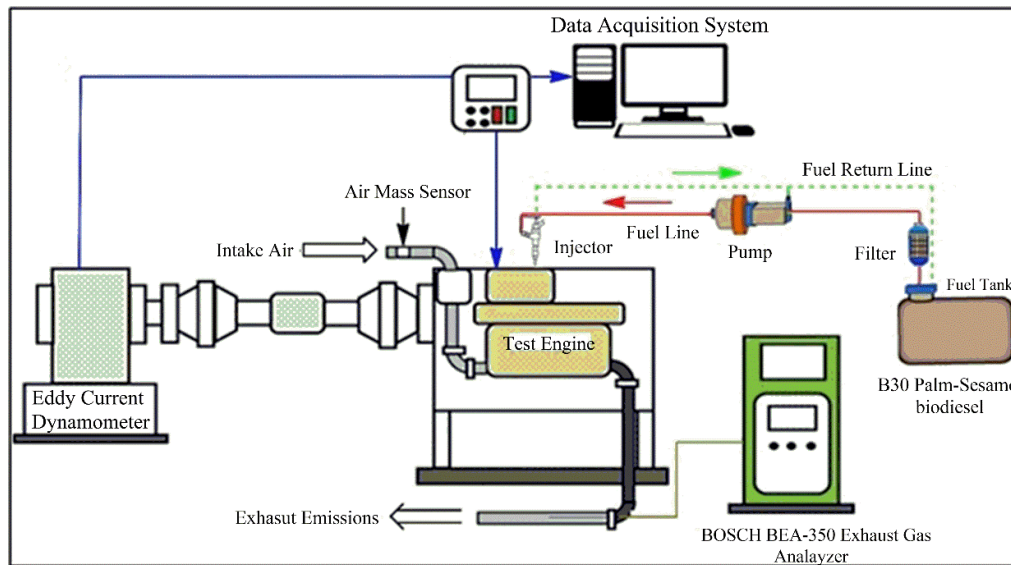 Data Acquisition System
Fuel Return Line
Air Mass Sensor
Intake Air
Injector
Fuel Line
Pump
Filter
Fuel Tank
Test Engine
B30 Palm-Sesame
biodiesel
Eddy Current
Dynamometer
Exhasut Emissions
BOSCH BEA-350 Exhaust Gas
Analayzer